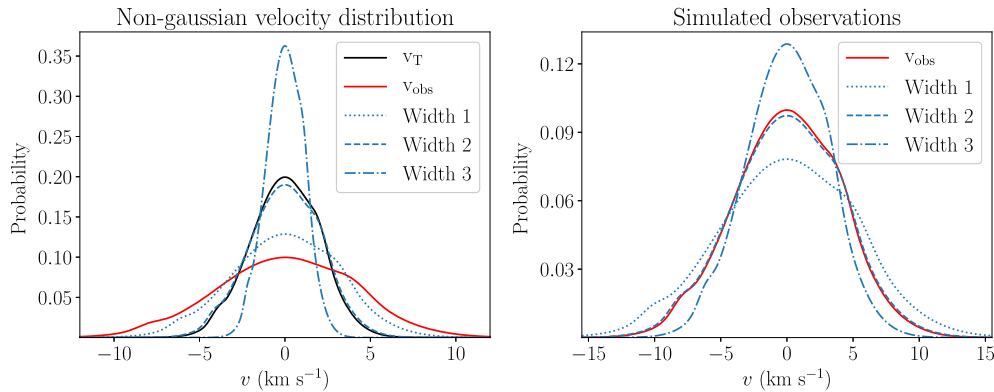 Non-gaussian velocity distribution
Probability
0.35
0.30
0.25
0.20
0.15
0.10
0.05
v_T
v_obs
Width 1
Width 2
Width 3
−10 −5 0 5 10
v (km s⁻¹)
Simulated observations
Probability
0.12
0.09
0.06
0.03
v_obs
Width 1
Width 2
Width 3
−15 −10 −5 0 5 10 15
v (km s⁻¹)